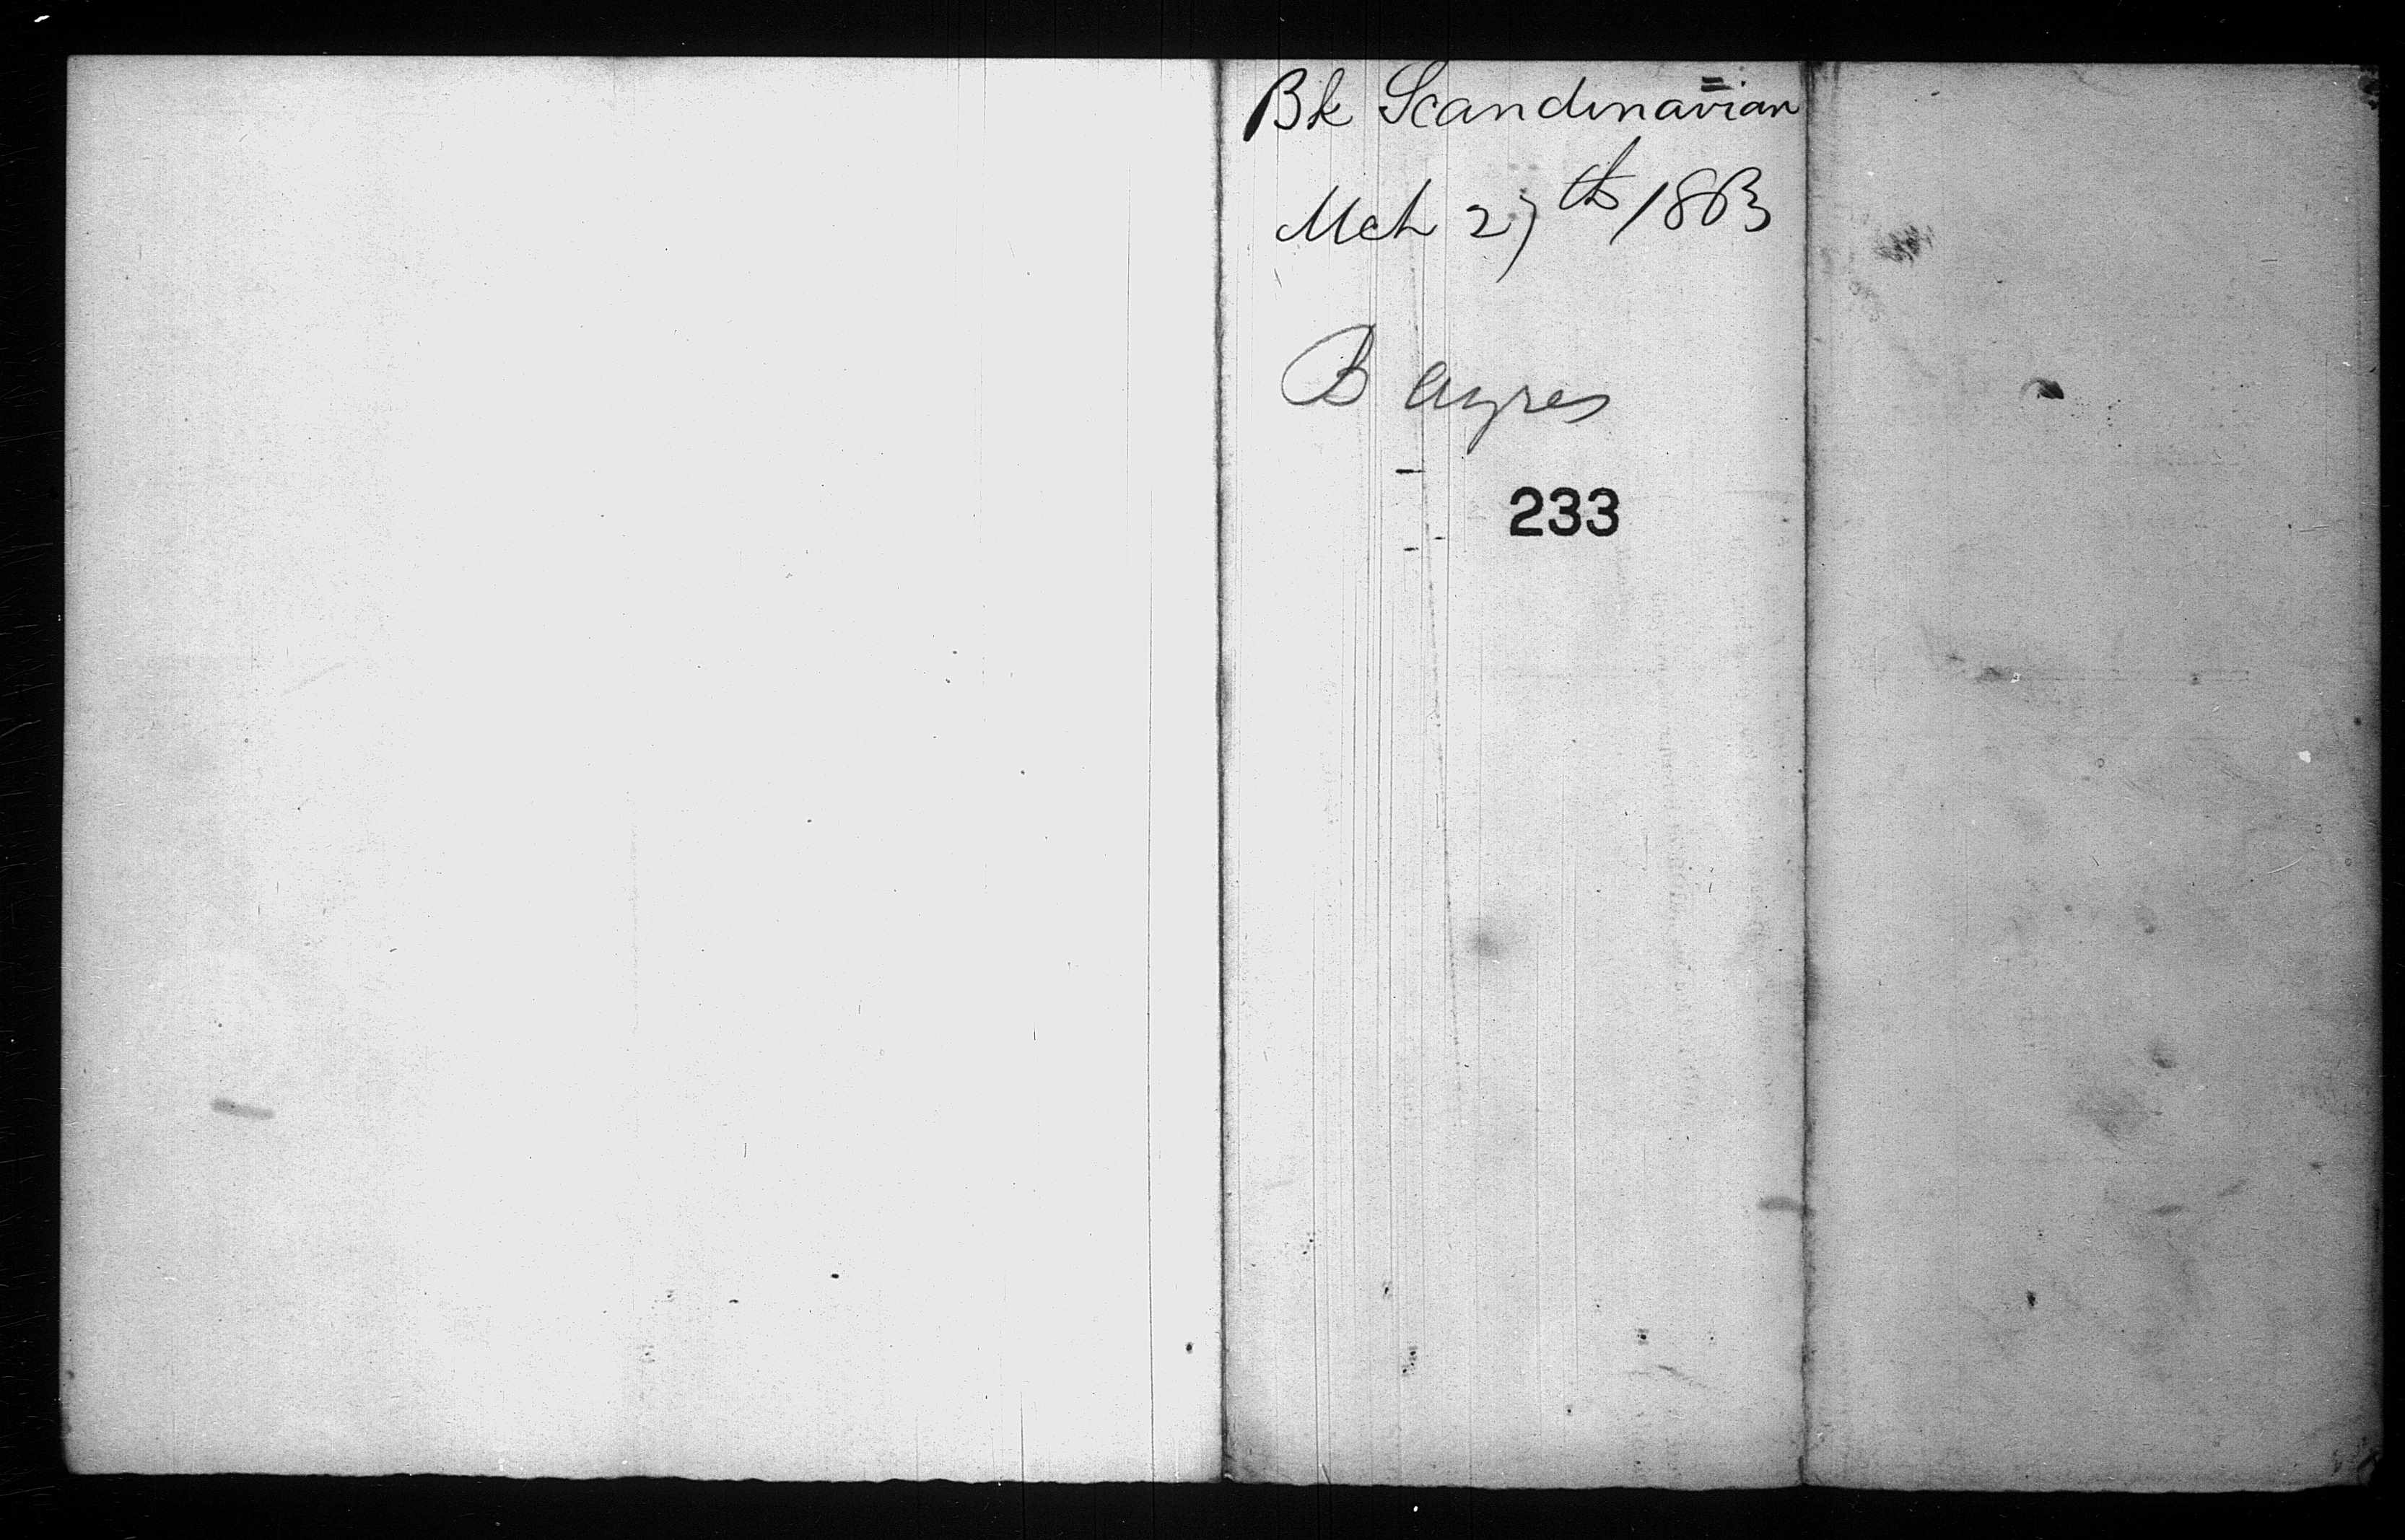 Bk Scandinavian
Mch 27th 1863
B ayres
233